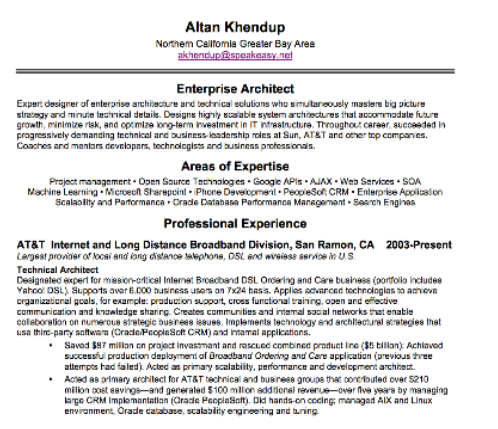 Altan Khendup
Northern California Greater Bay Area
akhendup@speakeasy.net
Enterprise Architect
Expert designer of enterprise architecture and technical solutions who simultaneously masters big picture
strategy and minute technical details. Designs highly scalable system architectures that accommodate future
growth, minimize risk, and optimize long-term investment in IT infrastructure. Throughout career, succeeded in
progressively demanding technical and business-leadership roles at Sun, AT&T and other top companies.
Coaches and mentors developers, technologists and business professionals.
Areas of Expertise
Project management • Open Source Technologies • Google APIs • AJAX • Web Services • SOA
Machine Learning • Microsoft Sharepoint • iPhone Development • PeopleSoft CRM • Enterprise Application
Scalability and Performance • Oracle Database Performance Management • Search Engines
Professional Experience
AT&T Internet and Long Distance Broadband Division, San Ramon, CA 2003-Present
Largest provider of local and long distance telephone, DSL and wireless service in U.S.
Technical Architect
Designated expert for mission-critical Internet Broadband DSL Ordering and Care business (portfolio includes
Yahoo! DSL). Supports over 6,000 business users on 7x24 basis. Applies advanced technologies to achieve
organizational goals, for example: production support, cross functional training, open and effective
communication and knowledge sharing. Creates communities and internal social networks that enable
collaboration on numerous strategic business issues. Implements technology and architectural strategies that
use third-party software (Oracle/PeopleSoft CRM) and internal applications.
• Saved $87 million on project investment and rescued combined product line ($5 billion): Achieved
successful production deployment of Broadband Ordering and Care application (previous three
attempts had failed). Acted as primary scalability, performance and development architect.
• Acted as primary architect for AT&T technical and business groups that contributed over $210
million cost savings—and generated $100 million additional revenue—over five years by managing
large CRM Implementation (Oracle PeopleSoft). Did hands-on coding; managed AIX and Linux
environment, Oracle database, scalability engineering and tuning.